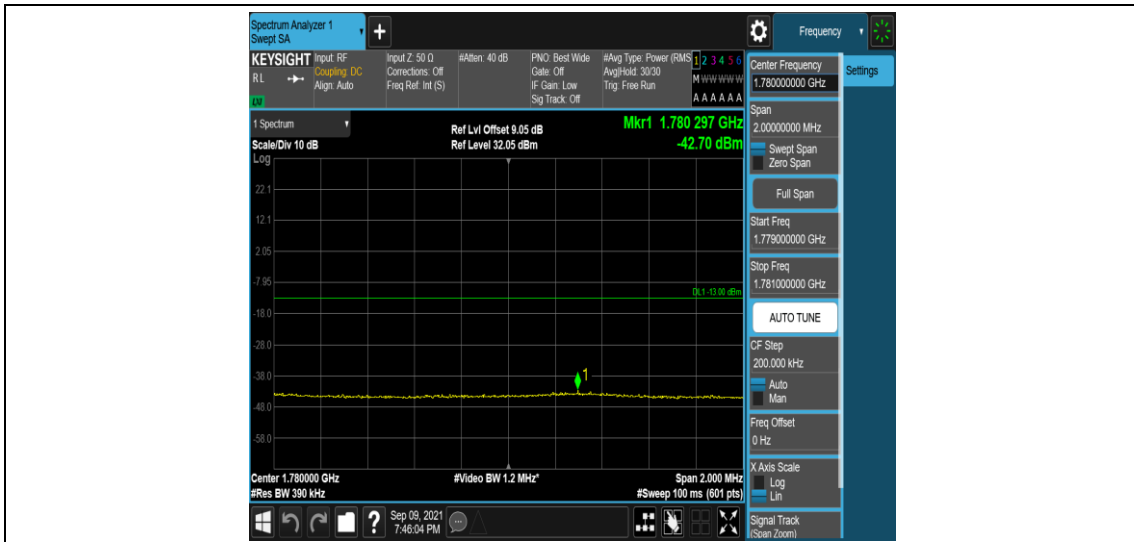 Spectrum Analyzer 1
Swept SA
+
Frequency
KEYSIGHT
RL
LXI
Input: RF
Coupling: DC
Align: Auto
Input Z: 50 Ω
Corrections: Off
Freq Ref: Int (S)
#Atten: 40 dB
PNO: Best Wide
Gate: Off
IF Gain: Low
Sig Track: Off
#Avg Type: Power (RMS
Avg|Hold: 30/30
Trig: Free Run
1 2 3 4 5 6
M W W W W W
A A A A A A
1 Spectrum
Scale/Div 10 dB
Ref Lvl Offset 9.05 dB
Ref Level 32.05 dBm
Mkr1 1.780 297 GHz
-42.70 dBm
Log
22.1
12.1
2.05
-7.95
DL1 -13.00 dBm
-18.0
-28.0
-38.0
1
-48.0
-58.0
Center 1.780000 GHz
#Video BW 1.2 MHz*
Span 2.000 MHz
#Res BW 390 kHz
#Sweep 100 ms (601 pts)
?
Sep 09, 2021
7:46:04 PM
Center Frequency
1.780000000 GHz
Settings
Span
2.00000000 MHz
Swept Span
Zero Span
Full Span
Start Freq
1.779000000 GHz
Stop Freq
1.781000000 GHz
AUTO TUNE
CF Step
200.000 kHz
Auto
Man
Freq Offset
0 Hz
X Axis Scale
Log
Lin
Signal Track
(Span Zoom)